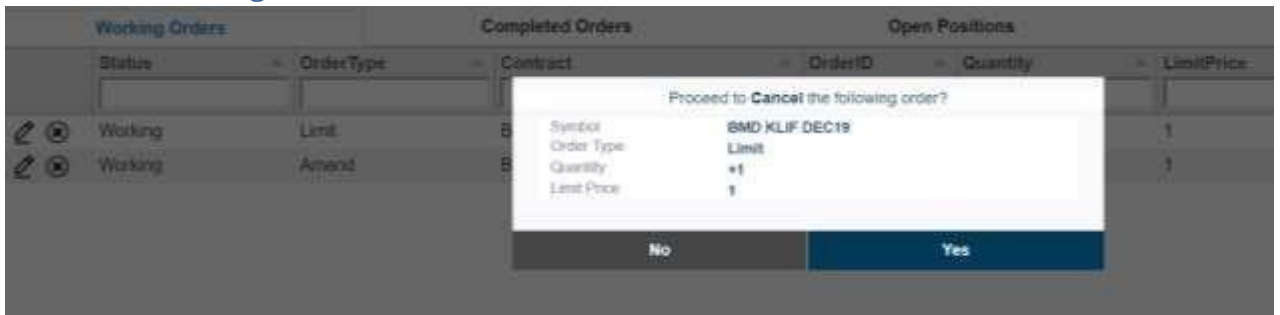 Working Orders Completed Orders Open Positions
Status OrderType Contract OrderID Quantity LimitPrice
Proceed to Cancel the following order?
Working Limit B 1
Working Amend B 1
Symbol BMD KLIF DEC19
Order Type Limit
Quantity +1
Limit Price 1
No Yes